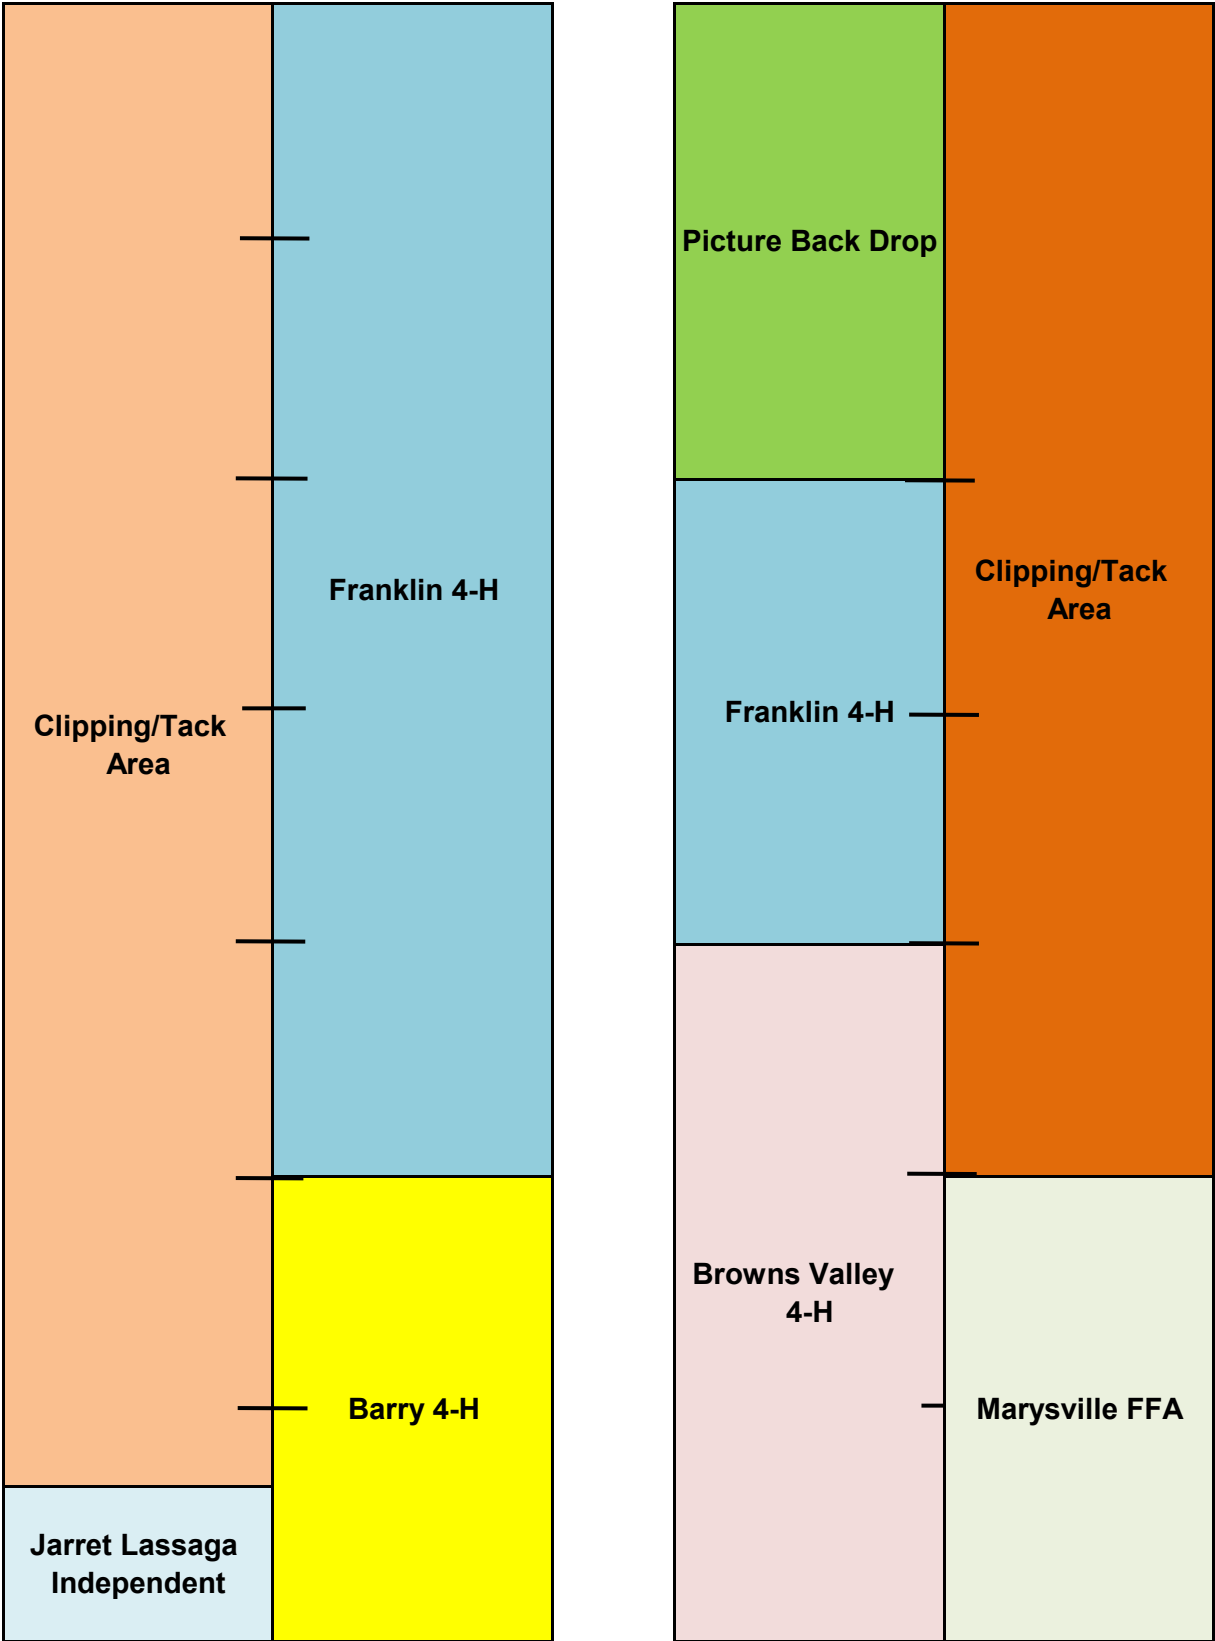 Clipping/Tack
Area
Jarret Lassaga
Independent
Franklin 4-H
Barry 4-H
Picture Back Drop
Franklin 4-H
Browns Valley
4-H
Clipping/Tack
Area
Marysville FFA